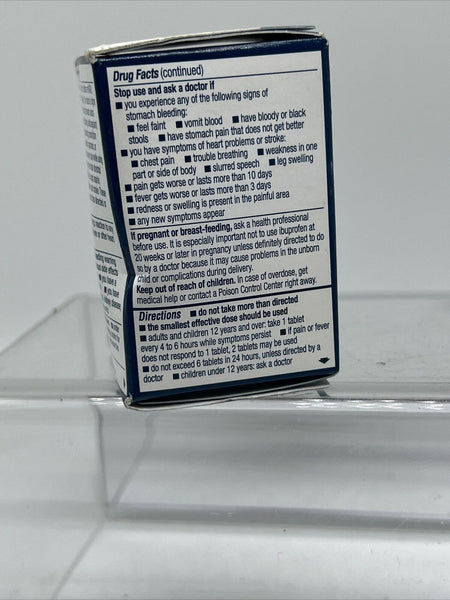 Drug Facts (continued)
Stop use and ask a doctor if
■ you experience any of the following signs of
stomach bleeding:
■ feel faint ■ vomit blood ■ have bloody or black
stools ■ have stomach pain that does not get better
■ you have symptoms of heart problems or stroke:
■ chest pain ■ trouble breathing ■ weakness in one
part or side of body ■ slurred speech ■ leg swelling
■ pain gets worse or lasts more than 10 days
■ fever gets worse or lasts more than 3 days
■ redness or swelling is present in the painful area
■ any new symptoms appear
If pregnant or breast-feeding, ask a health professional
before use. It is especially important not to use ibuprofen at
20 weeks or later in pregnancy unless definitely directed to do
so by a doctor because it may cause problems in the unborn
child or complications during delivery.
Keep out of reach of children. In case of overdose, get
medical help or contact a Poison Control Center right away.
Directions ■ do not take more than directed
■ the smallest effective dose should be used
■ adults and children 12 years and over: take 1 tablet
every 4 to 6 hours while symptoms persist ■ if pain or fever
does not respond to 1 tablet, 2 tablets may be used
■ do not exceed 6 tablets in 24 hours, unless directed by a
doctor ■ children under 12 years: ask a doctor